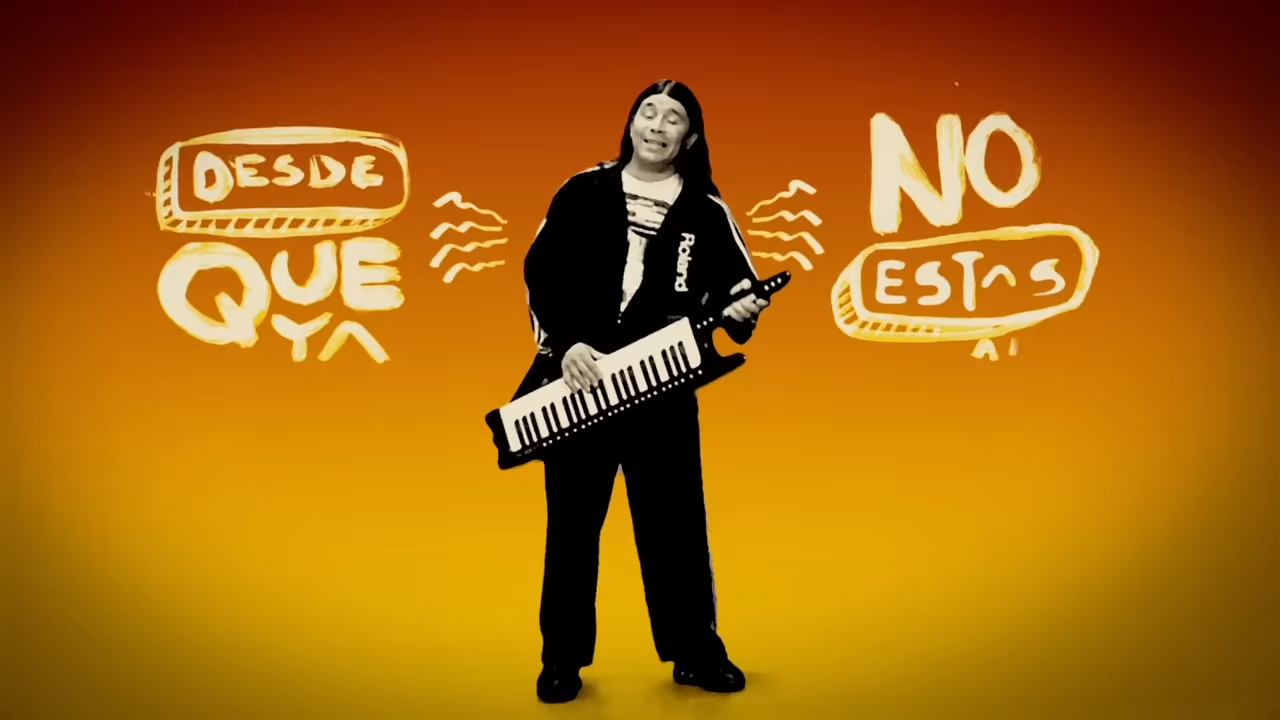 DESDE
QUE
YA
NO
ESTAS
Roland